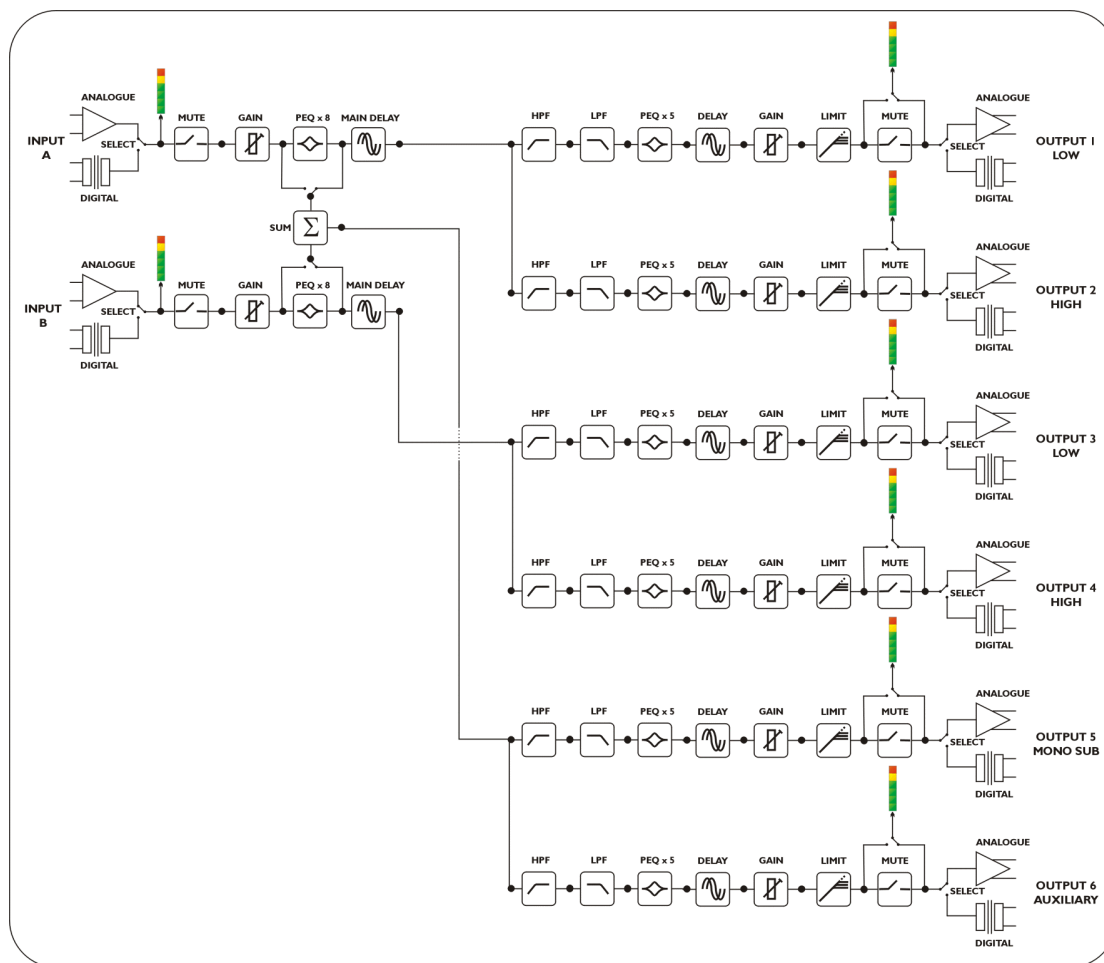 ANALOGUE
INPUT
A
SELECT
DIGITAL
MUTE
GAIN
PEQ x 8
MAIN DELAY
SUM
Σ
ANALOGUE
INPUT
B
SELECT
DIGITAL
MUTE
GAIN
PEQ x 8
MAIN DELAY
HPF
LPF
PEQ x 5
DELAY
GAIN
LIMIT
MUTE
SELECT
ANALOGUE
DIGITAL
OUTPUT 1
LOW
HPF
LPF
PEQ x 5
DELAY
GAIN
LIMIT
MUTE
SELECT
ANALOGUE
DIGITAL
OUTPUT 2
HIGH
HPF
LPF
PEQ x 5
DELAY
GAIN
LIMIT
MUTE
SELECT
ANALOGUE
DIGITAL
OUTPUT 3
LOW
HPF
LPF
PEQ x 5
DELAY
GAIN
LIMIT
MUTE
SELECT
ANALOGUE
DIGITAL
OUTPUT 4
HIGH
HPF
LPF
PEQ x 5
DELAY
GAIN
LIMIT
MUTE
SELECT
ANALOGUE
DIGITAL
OUTPUT 5
MONO SUB
HPF
LPF
PEQ x 5
DELAY
GAIN
LIMIT
MUTE
SELECT
ANALOGUE
DIGITAL
OUTPUT 6
AUXILIARY